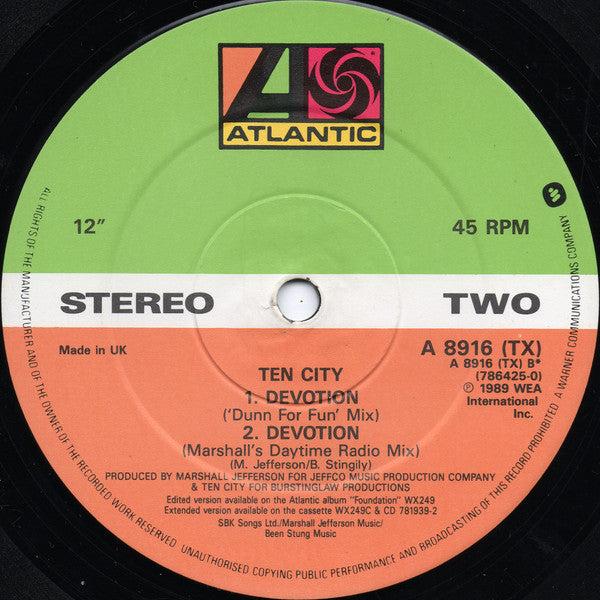 ATLANTIC
12"
45 RPM
STEREO
TWO
Made in UK
A 8916 (TX)
A 8916 (TX) B*
(786425-0)
℗ 1989 WEA
International
Inc.
TEN CITY
1. DEVOTION
('Dunn For Fun' Mix)
2. DEVOTION
(Marshall's Daytime Radio Mix)
(M. Jefferson/B. Stingily)
PRODUCED BY MARSHALL JEFFERSON FOR JEFFCO MUSIC PRODUCTION COMPANY
& TEN CITY FOR BURSTINGLAW PRODUCTIONS
Edited version available on the Atlantic album "Foundation" WX249
Extended version available on the cassette WX249C & CD 781939-2
SBK Songs Ltd./Marshall Jefferson Music/
Been Stung Music
ALL RIGHTS OF THE MANUFACTURER AND OF THE OWNER OF THE RECORDED WORK RESERVED. UNAUTHORISED COPYING PUBLIC PERFORMANCE AND BROADCASTING OF THIS RECORD PROHIBITED. A WARNER COMMUNICATIONS COMPANY